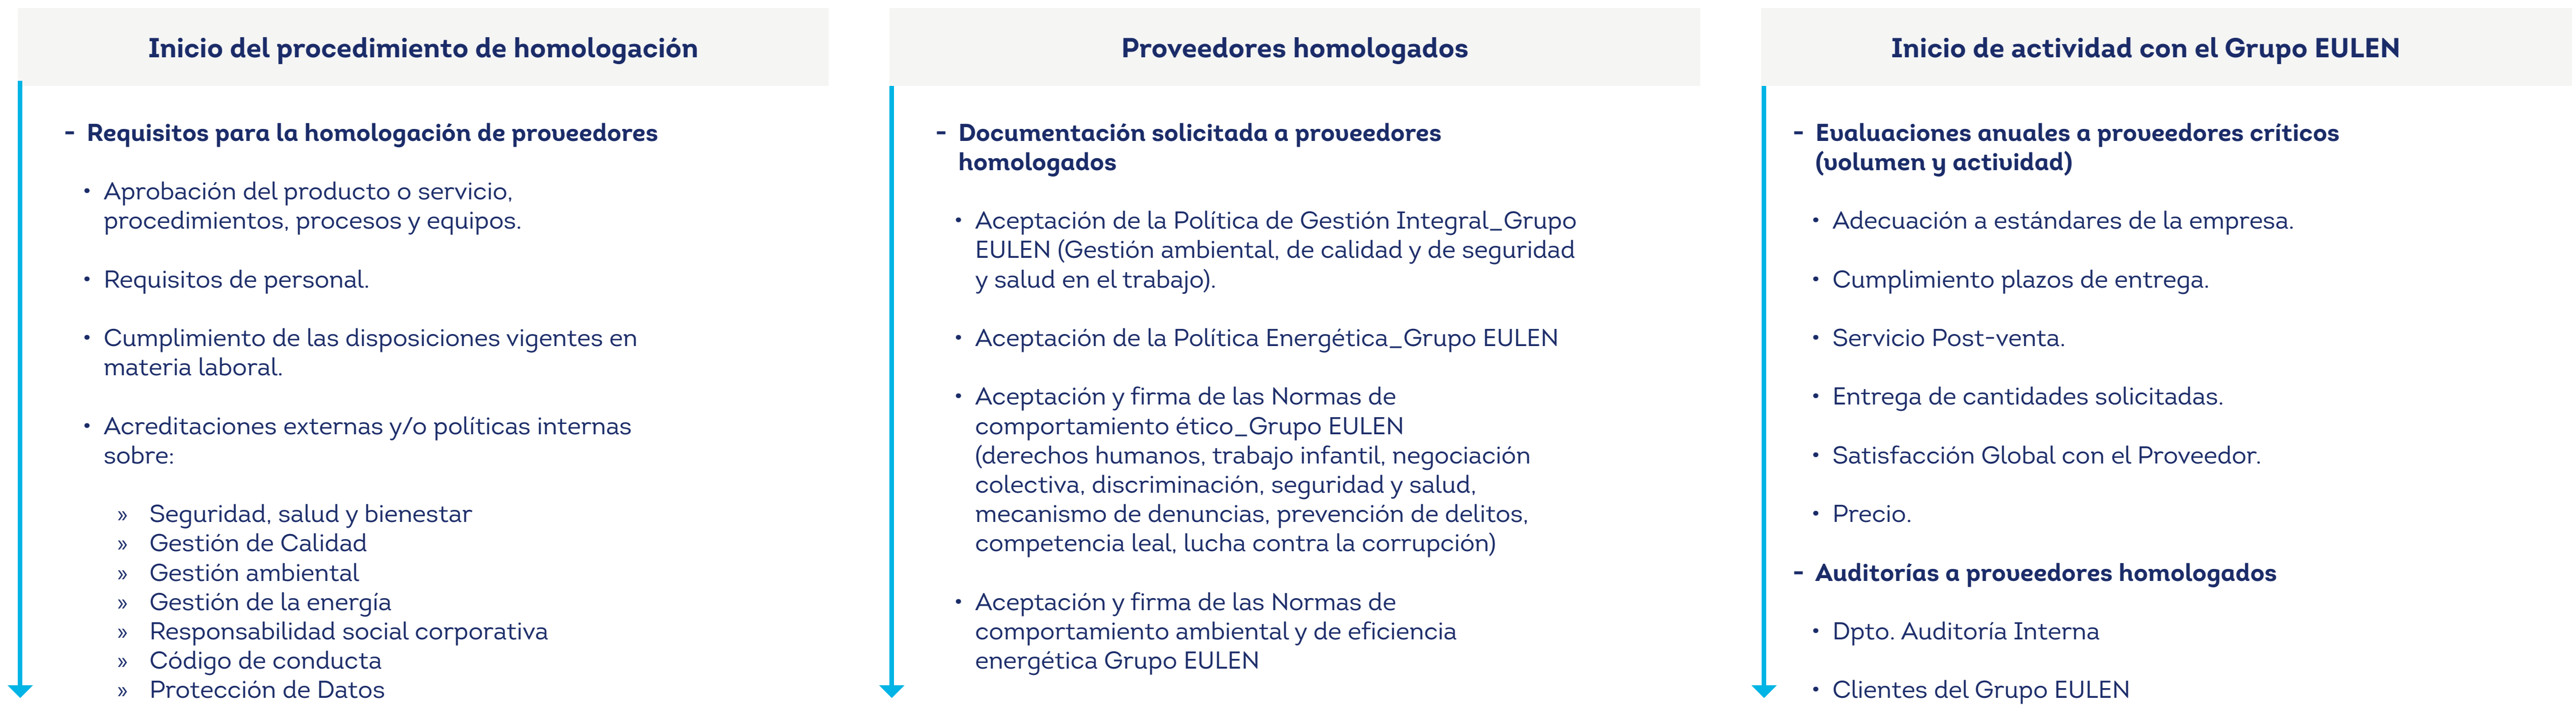 Inicio del procedimiento de homologación
- Requisitos para la homologación de proveedores
• Aprobación del producto o servicio,
procedimientos, procesos y equipos.
• Requisitos de personal.
• Cumplimiento de las disposiciones vigentes en
materia laboral.
• Acreditaciones externas y/o políticas internas
sobre:
» Seguridad, salud y bienestar
» Gestión de Calidad
» Gestión ambiental
» Gestión de la energía
» Responsabilidad social corporativa
» Código de conducta
» Protección de Datos
Proveedores homologados
- Documentación solicitada a proveedores
homologados
• Aceptación de la Política de Gestión Integral_Grupo
EULEN (Gestión ambiental, de calidad y de seguridad
y salud en el trabajo).
• Aceptación de la Política Energética_Grupo EULEN
• Aceptación y firma de las Normas de
comportamiento ético_Grupo EULEN
(derechos humanos, trabajo infantil, negociación
colectiva, discriminación, seguridad y salud,
mecanismo de denuncias, prevención de delitos,
competencia leal, lucha contra la corrupción)
• Aceptación y firma de las Normas de
comportamiento ambiental y de eficiencia
energética Grupo EULEN
Inicio de actividad con el Grupo EULEN
- Evaluaciones anuales a proveedores críticos
(volumen y actividad)
• Adecuación a estándares de la empresa.
• Cumplimiento plazos de entrega.
• Servicio Post-venta.
• Entrega de cantidades solicitadas.
• Satisfacción Global con el Proveedor.
• Precio.
- Auditorías a proveedores homologados
• Dpto. Auditoría Interna
• Clientes del Grupo EULEN